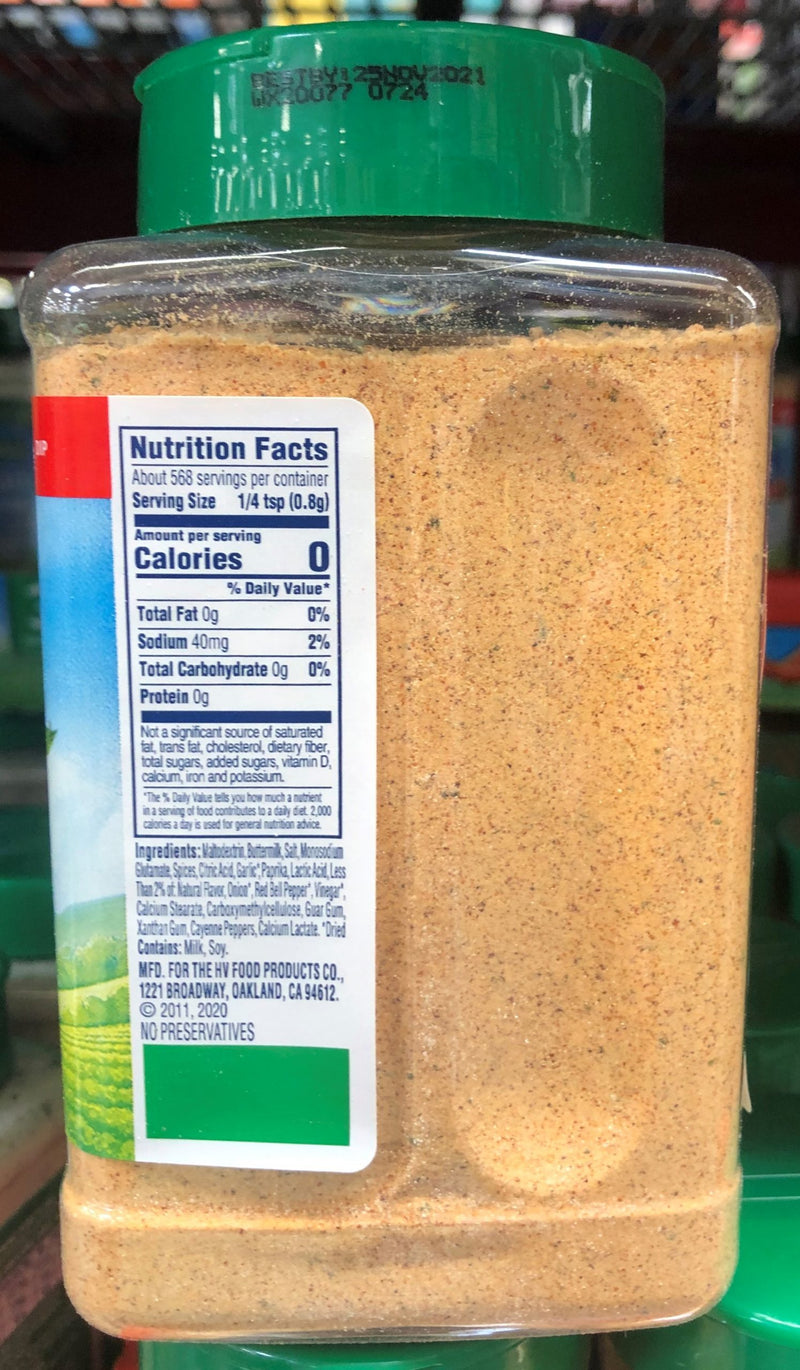 BESTBY:25NOV2021
WX20077 0724
Nutrition Facts
About 568 servings per container
Serving Size 1/4 tsp (0.8g)
Amount per serving
Calories 0
% Daily Value*
Total Fat 0g 0%
Sodium 40mg 2%
Total Carbohydrate 0g 0%
Protein 0g
Not a significant source of saturated
fat, trans fat, cholesterol, dietary fiber,
total sugars, added sugars, vitamin D,
calcium, iron and potassium.
*The % Daily Value tells you how much a nutrient
in a serving of food contributes to a daily diet. 2,000
calories a day is used for general nutrition advice.
Ingredients: Maltodextrin, Buttermilk, Salt, Monosodium
Glutamate, Spices, Citric Acid, Garlic*, Paprika, Lactic Acid, Less
Than 2% of: Natural Flavor, Onion*, Red Bell Pepper*, Vinegar*,
Calcium Stearate, Carboxymethylcellulose, Guar Gum,
Xanthan Gum, Cayenne Peppers, Calcium Lactate. *Dried
Contains: Milk, Soy.
MFD. FOR THE HV FOOD PRODUCTS CO.,
1221 BROADWAY, OAKLAND, CA 94612.
© 2011, 2020
NO PRESERVATIVES